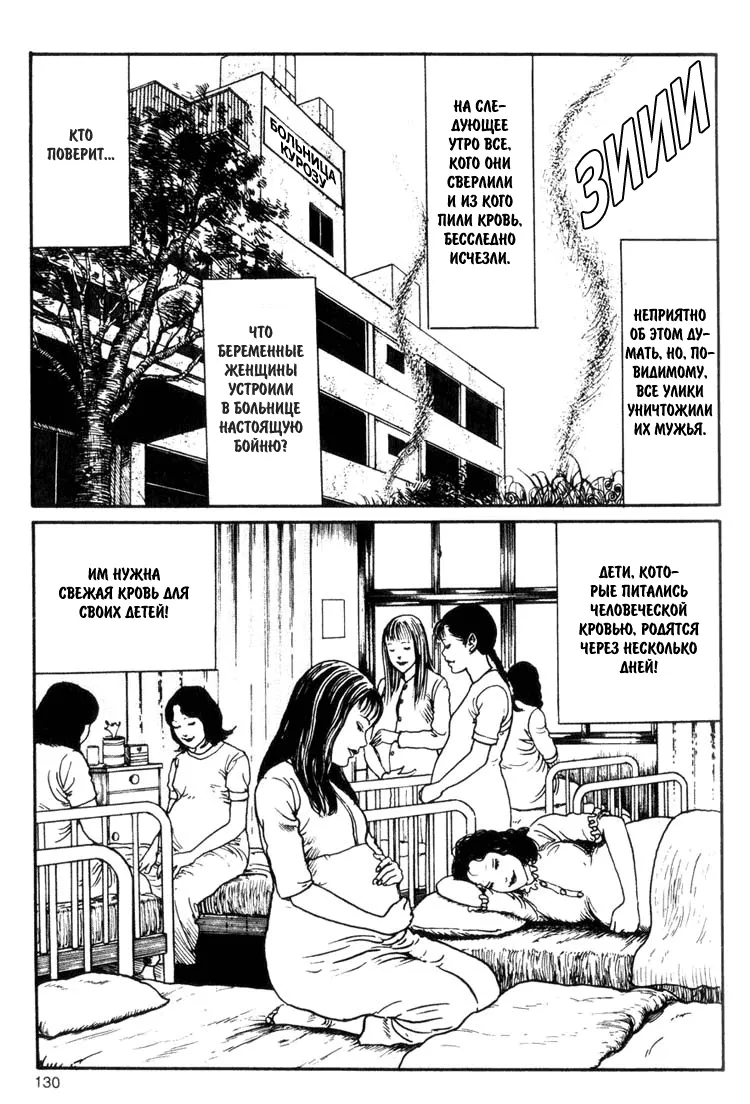 ЗИИИ
НА СЛЕ-
ДУЮЩЕЕ
УТРО ВСЕ,
КОГО ОНИ
СВЕРЛИЛИ
И ИЗ КОГО
ПИЛИ КРОВЬ,
БЕССЛЕДНО
ИСЧЕЗЛИ.
НЕПРИЯТНО
ОБ ЭТОМ ДУ-
МАТЬ, НО, ПО-
ВИДИМОМУ,
ВСЕ УЛИКИ
УНИЧТОЖИЛИ
ИХ МУЖЬЯ.
БОЛЬНИЦА
КУРОЗУ
КТО
ПОВЕРИТ...
ЧТО
БЕРЕМЕННЫЕ
ЖЕНЩИНЫ
УСТРОИЛИ
В БОЛЬНИЦЕ
НАСТОЯЩУЮ
БОЙНЮ?
ДЕТИ, КОТО-
РЫЕ ПИТАЛИСЬ
ЧЕЛОВЕЧЕСКОЙ
КРОВЬЮ, РОДЯТСЯ
ЧЕРЕЗ НЕСКОЛЬКО
ДНЕЙ!
ИМ НУЖНА
СВЕЖАЯ КРОВЬ ДЛЯ
СВОИХ ДЕТЕЙ!
130